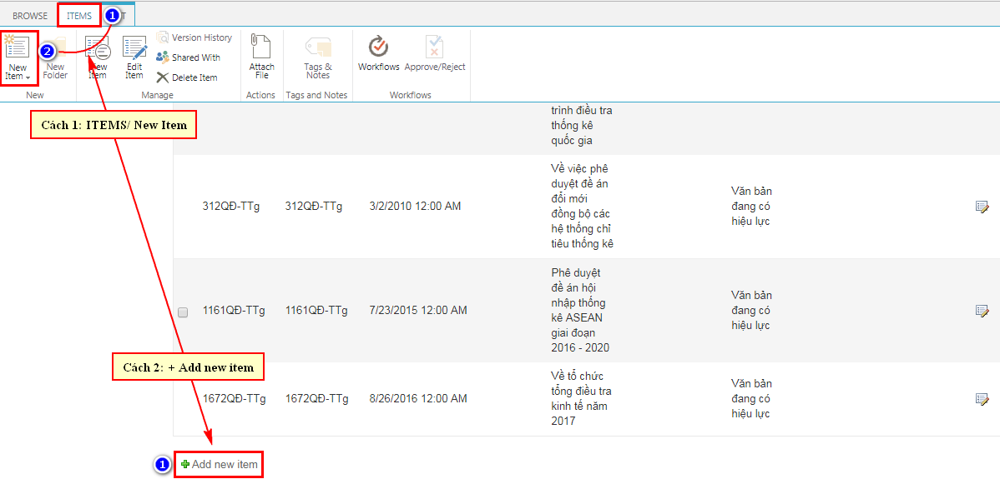 BROWSE
ITEMS
1
T
New
Item
2
New
Folder
New
New
Item
Edit
Item
Version History
Shared With
Delete Item
Manage
Attach
File
Actions
Tags &
Notes
Tags and Notes
Workflows
Approve/Reject
Workflows
Cách 1: ITEMS/ New Item
trình điều tra
thống kê
quốc gia
312QĐ-TTg
312QĐ-TTg
3/2/2010 12:00 AM
Về việc phê
duyệt đề án
đổi mới
đồng bộ các
hệ thống chỉ
tiêu thống kê
Văn bản
đang có
hiệu lực
1161QĐ-TTg
1161QĐ-TTg
7/23/2015 12:00 AM
Phê duyệt
đề án hội
nhập thống
kê ASEAN
giai đoạn
2016 - 2020
Văn bản
đang có
hiệu lực
Cách 2: + Add new item
1672QĐ-TTg
1672QĐ-TTg
8/26/2016 12:00 AM
Về tổ chức
tổng điều tra
kinh tế năm
2017
Văn bản
đang có
hiệu lực
1
Add new item